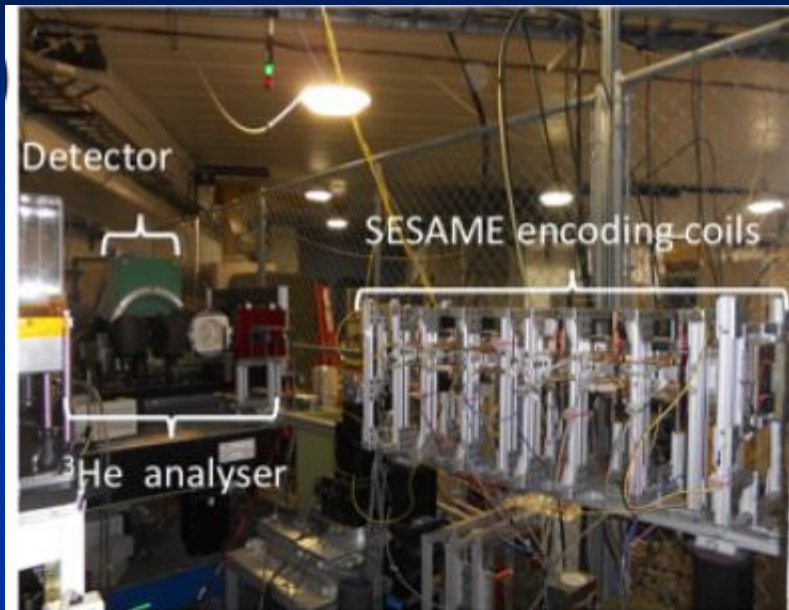 Detector
SESAME encoding coils
³He analyser